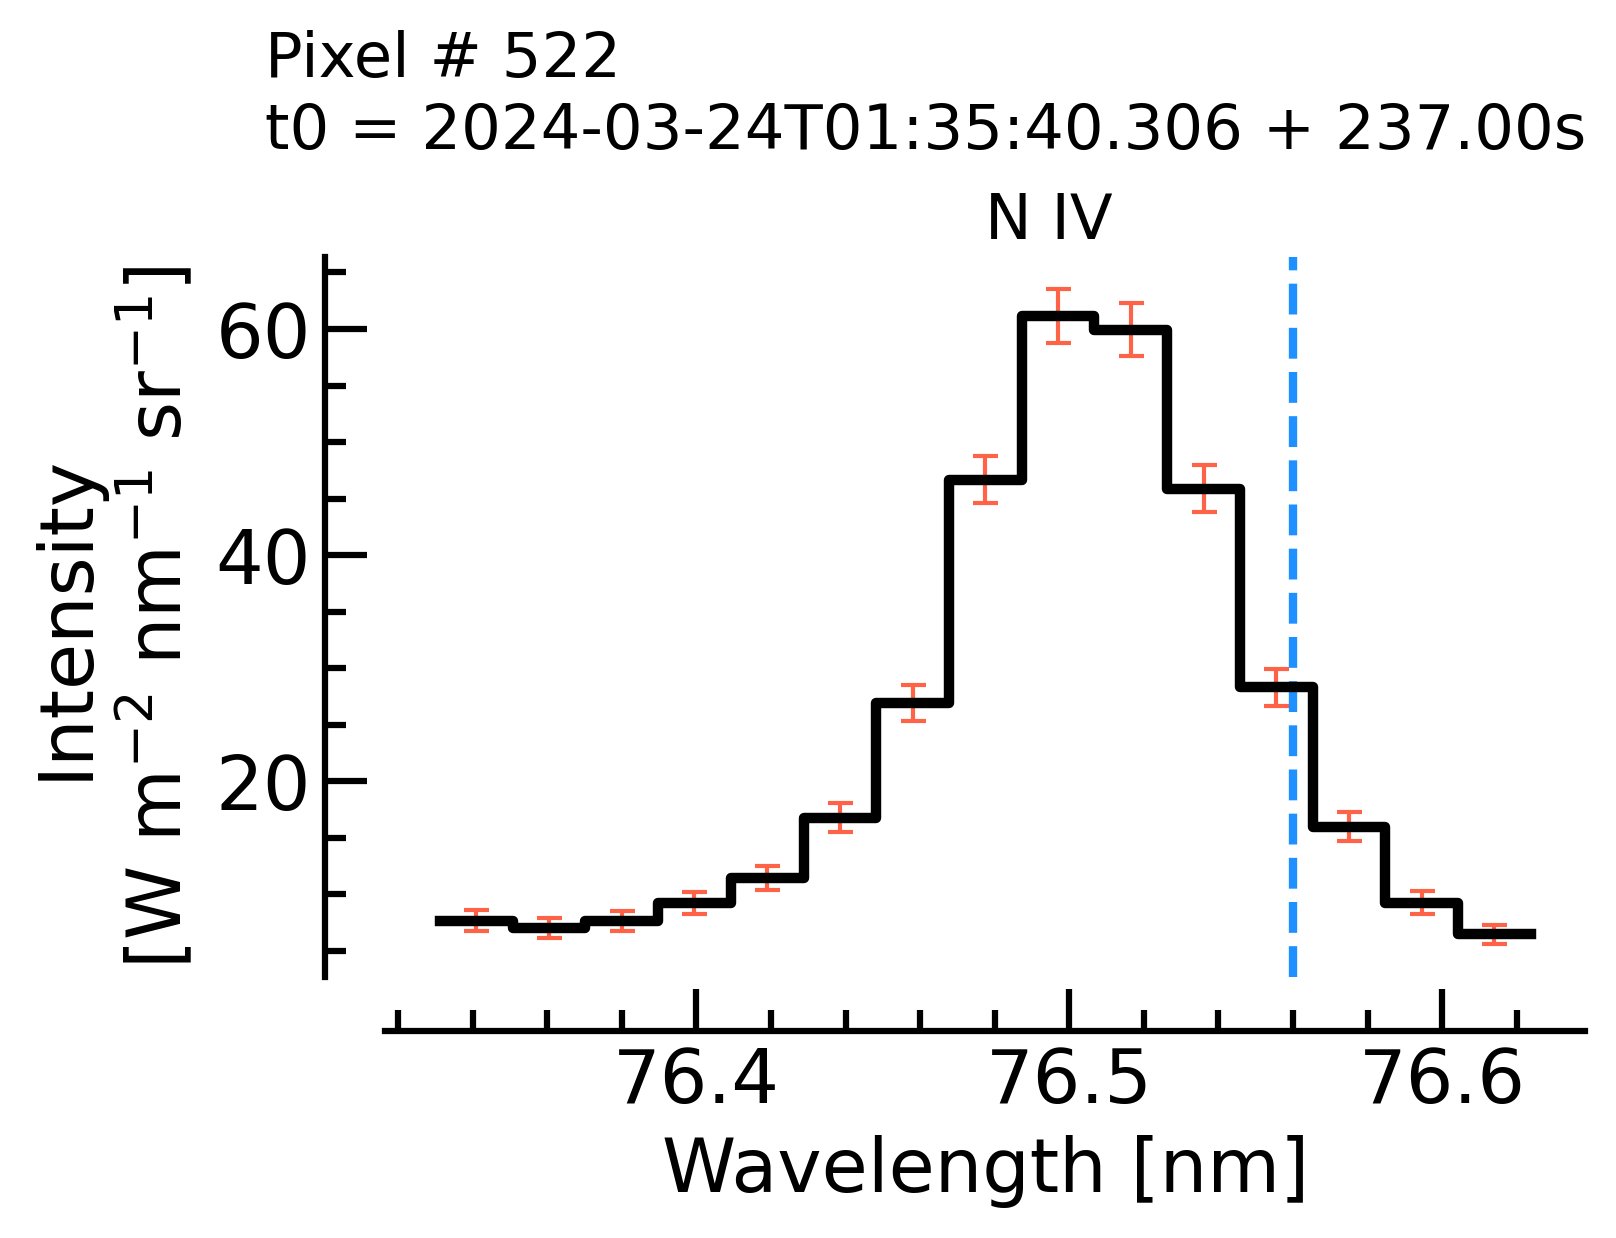 Pixel # 522
t0 = 2024-03-24T01:35:40.306 + 237.00s
N IV
Intensity
[W m⁻² nm⁻¹ sr⁻¹]
60
40
20
76.4 76.5 76.6
Wavelength [nm]